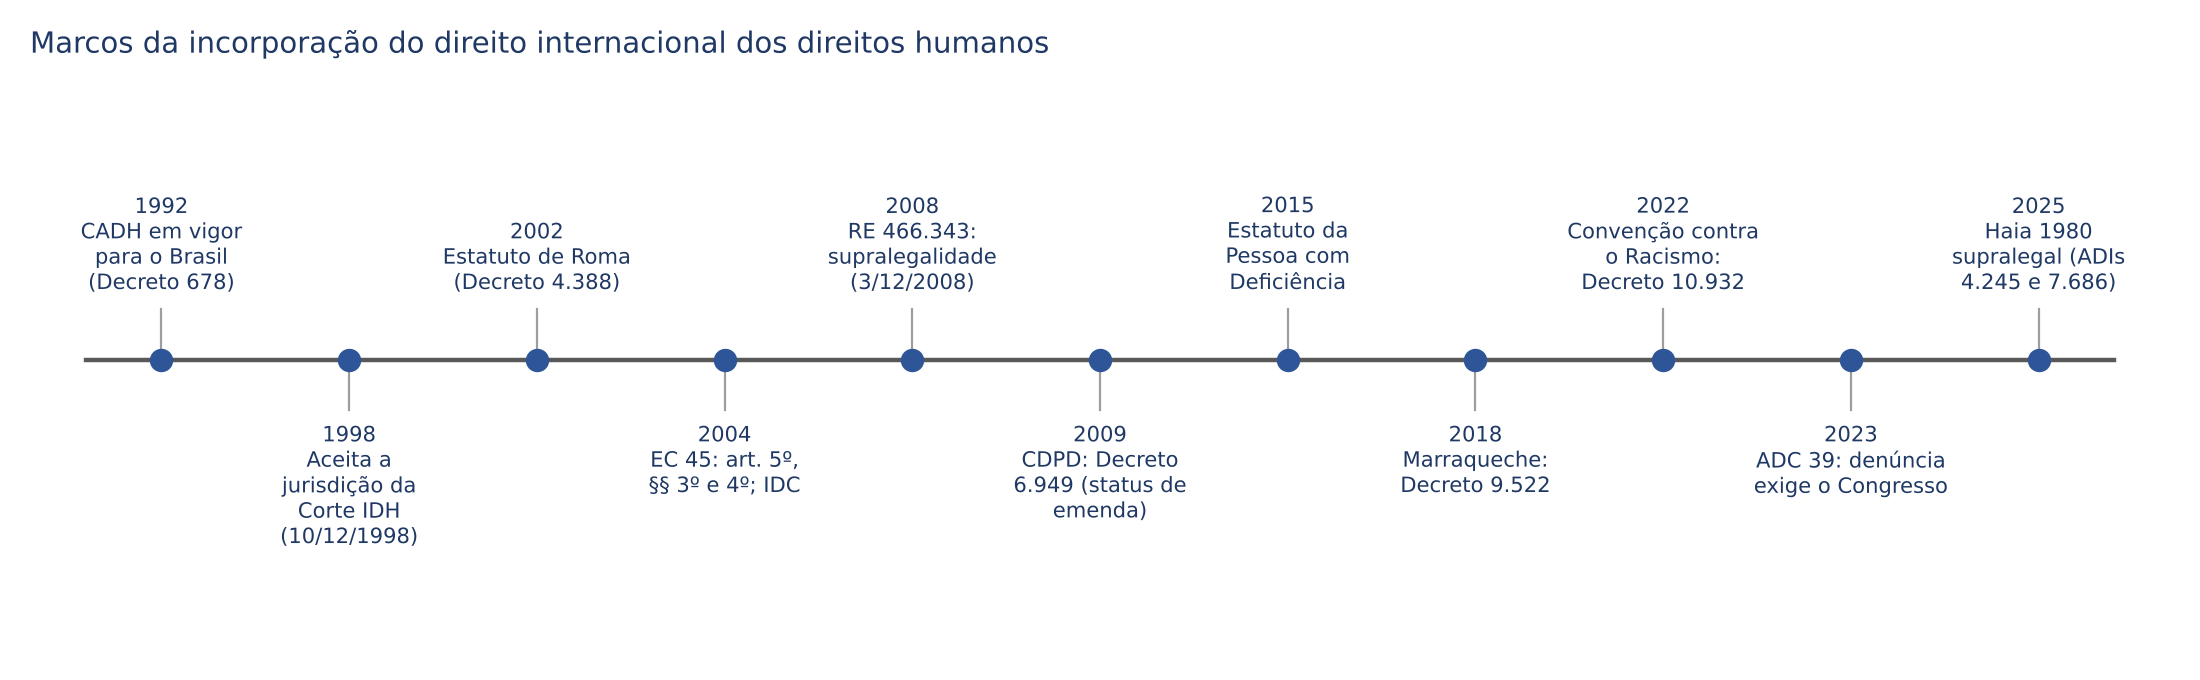 Marcos da incorporação do direito internacional dos direitos humanos
1992
CADH em vigor
para o Brasil
(Decreto 678)
1998
Aceita a
jurisdição da
Corte IDH
(10/12/1998)
2002
Estatuto de Roma
(Decreto 4.388)
2004
EC 45: art. 5º,
§§ 3º e 4º; IDC
2008
RE 466.343:
supralegalidade
(3/12/2008)
2009
CDPD: Decreto
6.949 (status de
emenda)
2015
Estatuto da
Pessoa com
Deficiência
2018
Marraqueche:
Decreto 9.522
2022
Convenção contra
o Racismo:
Decreto 10.932
2023
ADC 39: denúncia
exige o Congresso
2025
Haia 1980
supralegal (ADIs
4.245 e 7.686)